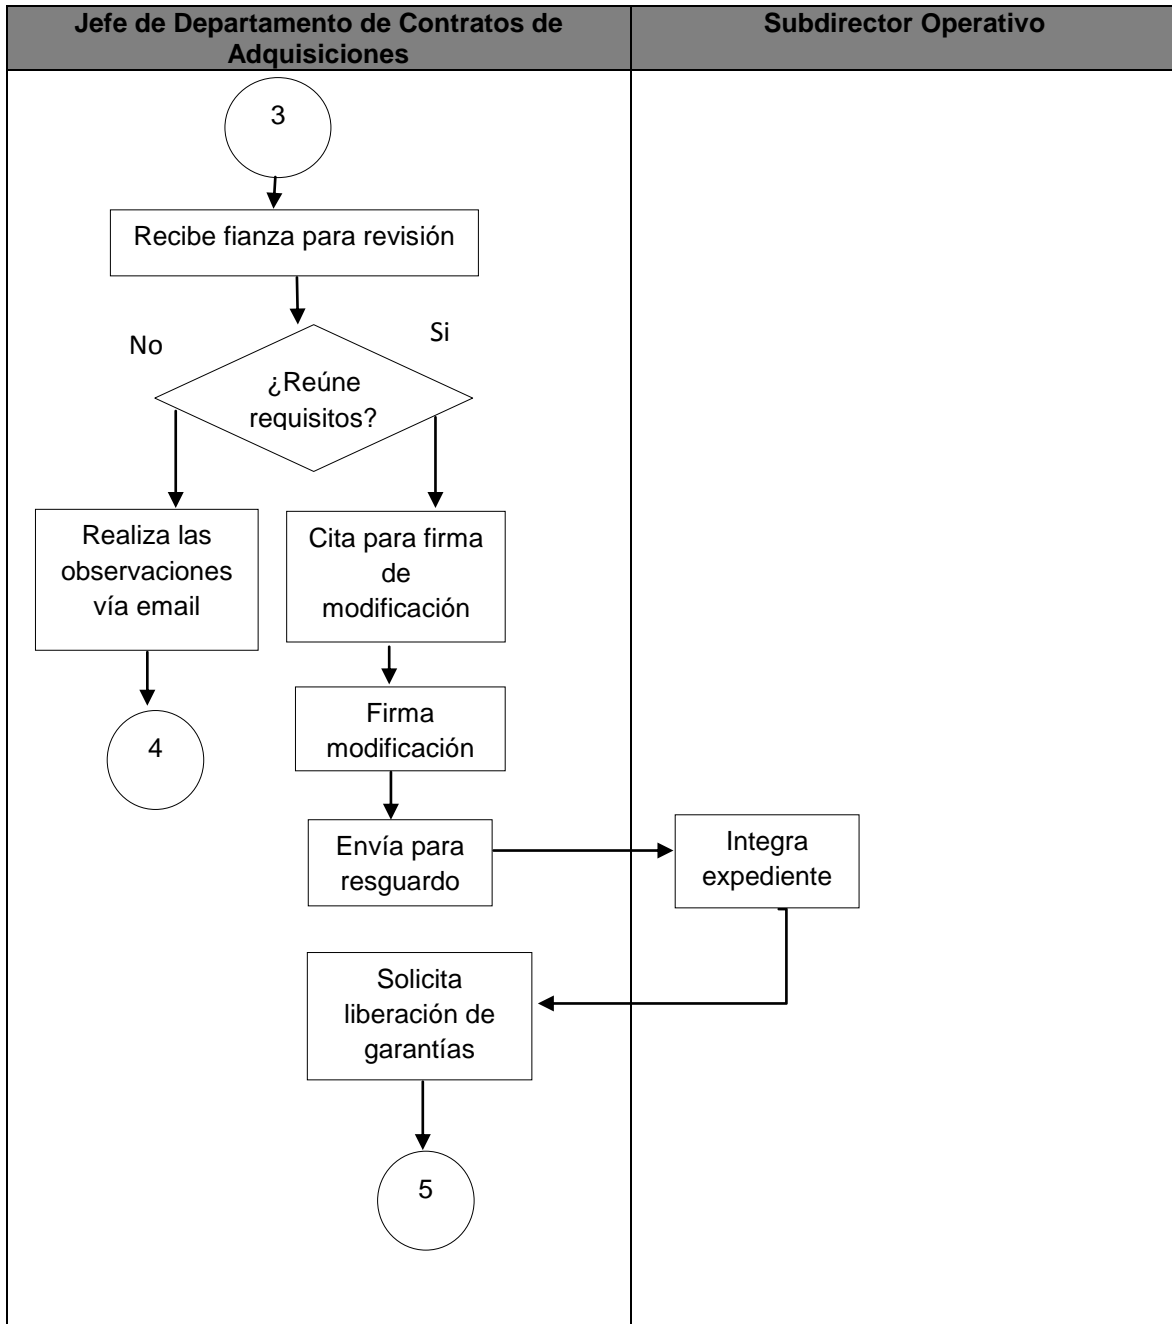 Jefe de Departamento de Contratos de
Adquisiciones
Subdirector Operativo
3
Recibe fianza para revisión
No
Si
¿Reúne
requisitos?
Realiza las
observaciones
vía email
Cita para firma
de
modificación
4
Firma
modificación
Envía para
resguardo
Integra
expediente
Solicita
liberación de
garantías
5